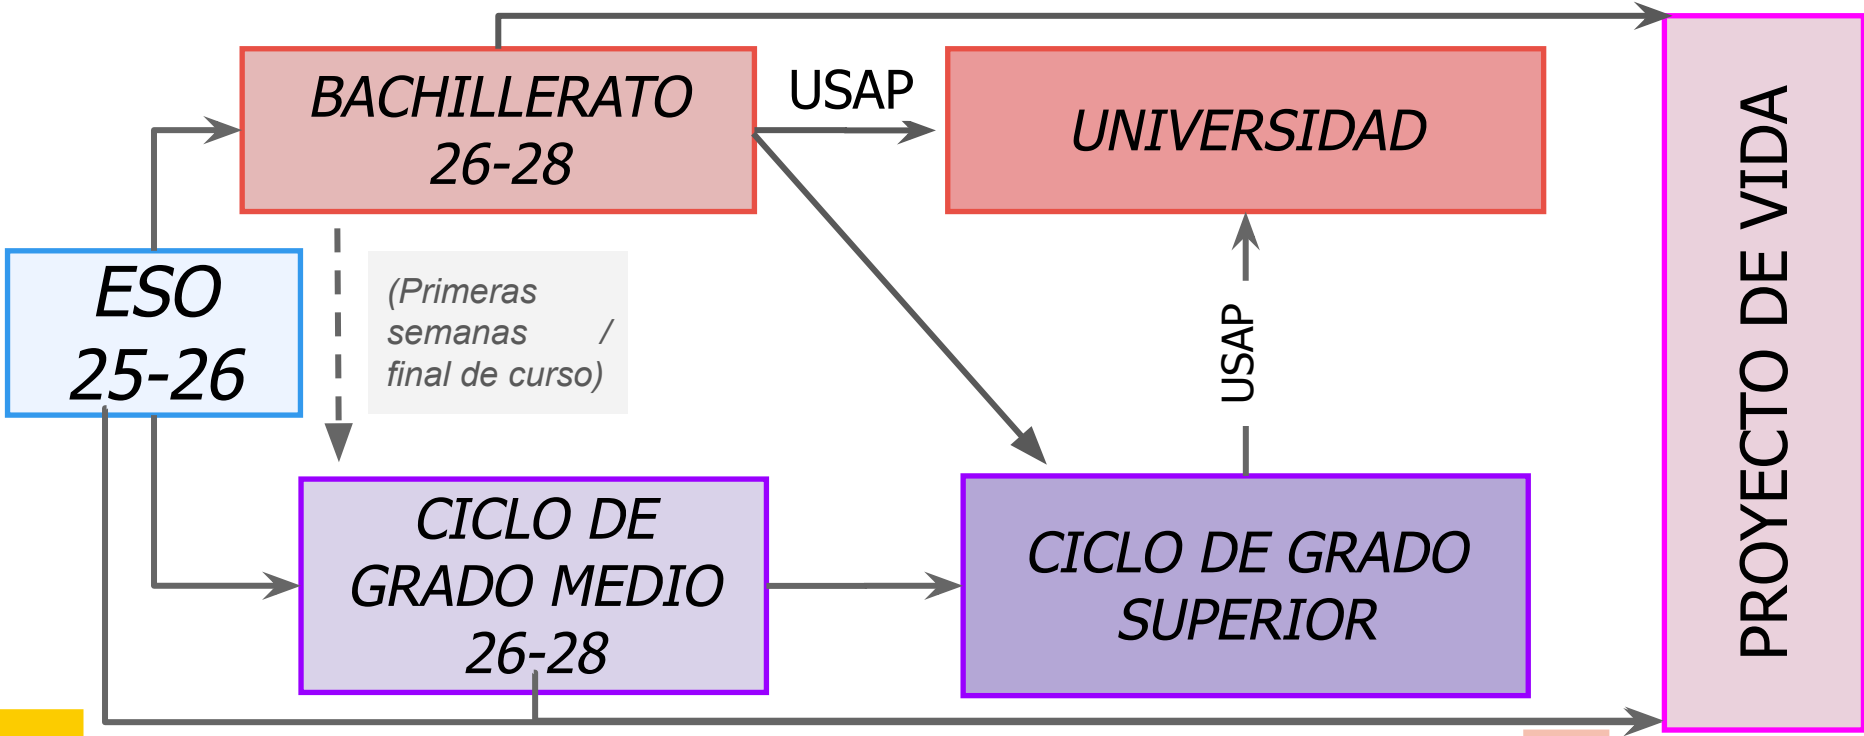 BACHILLERATO
26-28
USAP
UNIVERSIDAD
ESO
25-26
(Primeras
semanas /
final de curso)
USAP
CICLO DE
GRADO MEDIO
26-28
CICLO DE GRADO
SUPERIOR
PROYECTO DE VIDA